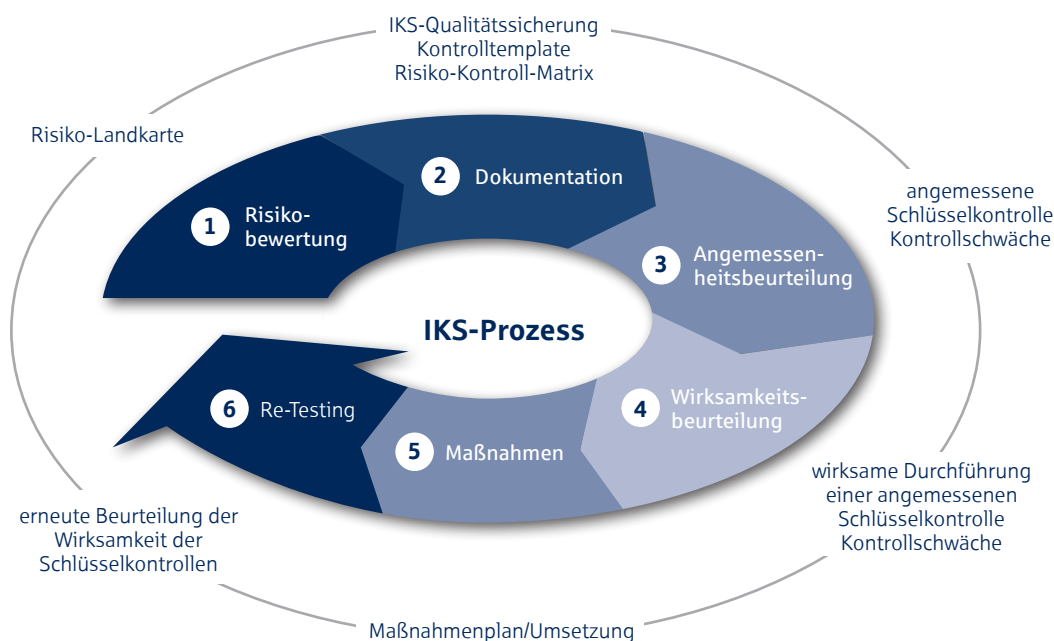 IKS-Qualitätssicherung
Kontrolltemplate
Risiko-Kontroll-Matrix
Risiko-Landkarte
1 Risiko-
bewertung
2 Dokumentation
angemessene
Schlüsselkontrolle
Kontrollschwäche
3 Angemessen-
heitsbeurteilung
IKS-Prozess
4 Wirksamkeits-
beurteilung
5 Maßnahmen
6 Re-Testing
wirksame Durchführung
einer angemessenen
Schlüsselkontrolle
Kontrollschwäche
erneute Beurteilung der
Wirksamkeit der
Schlüsselkontrollen
Maßnahmenplan/Umsetzung